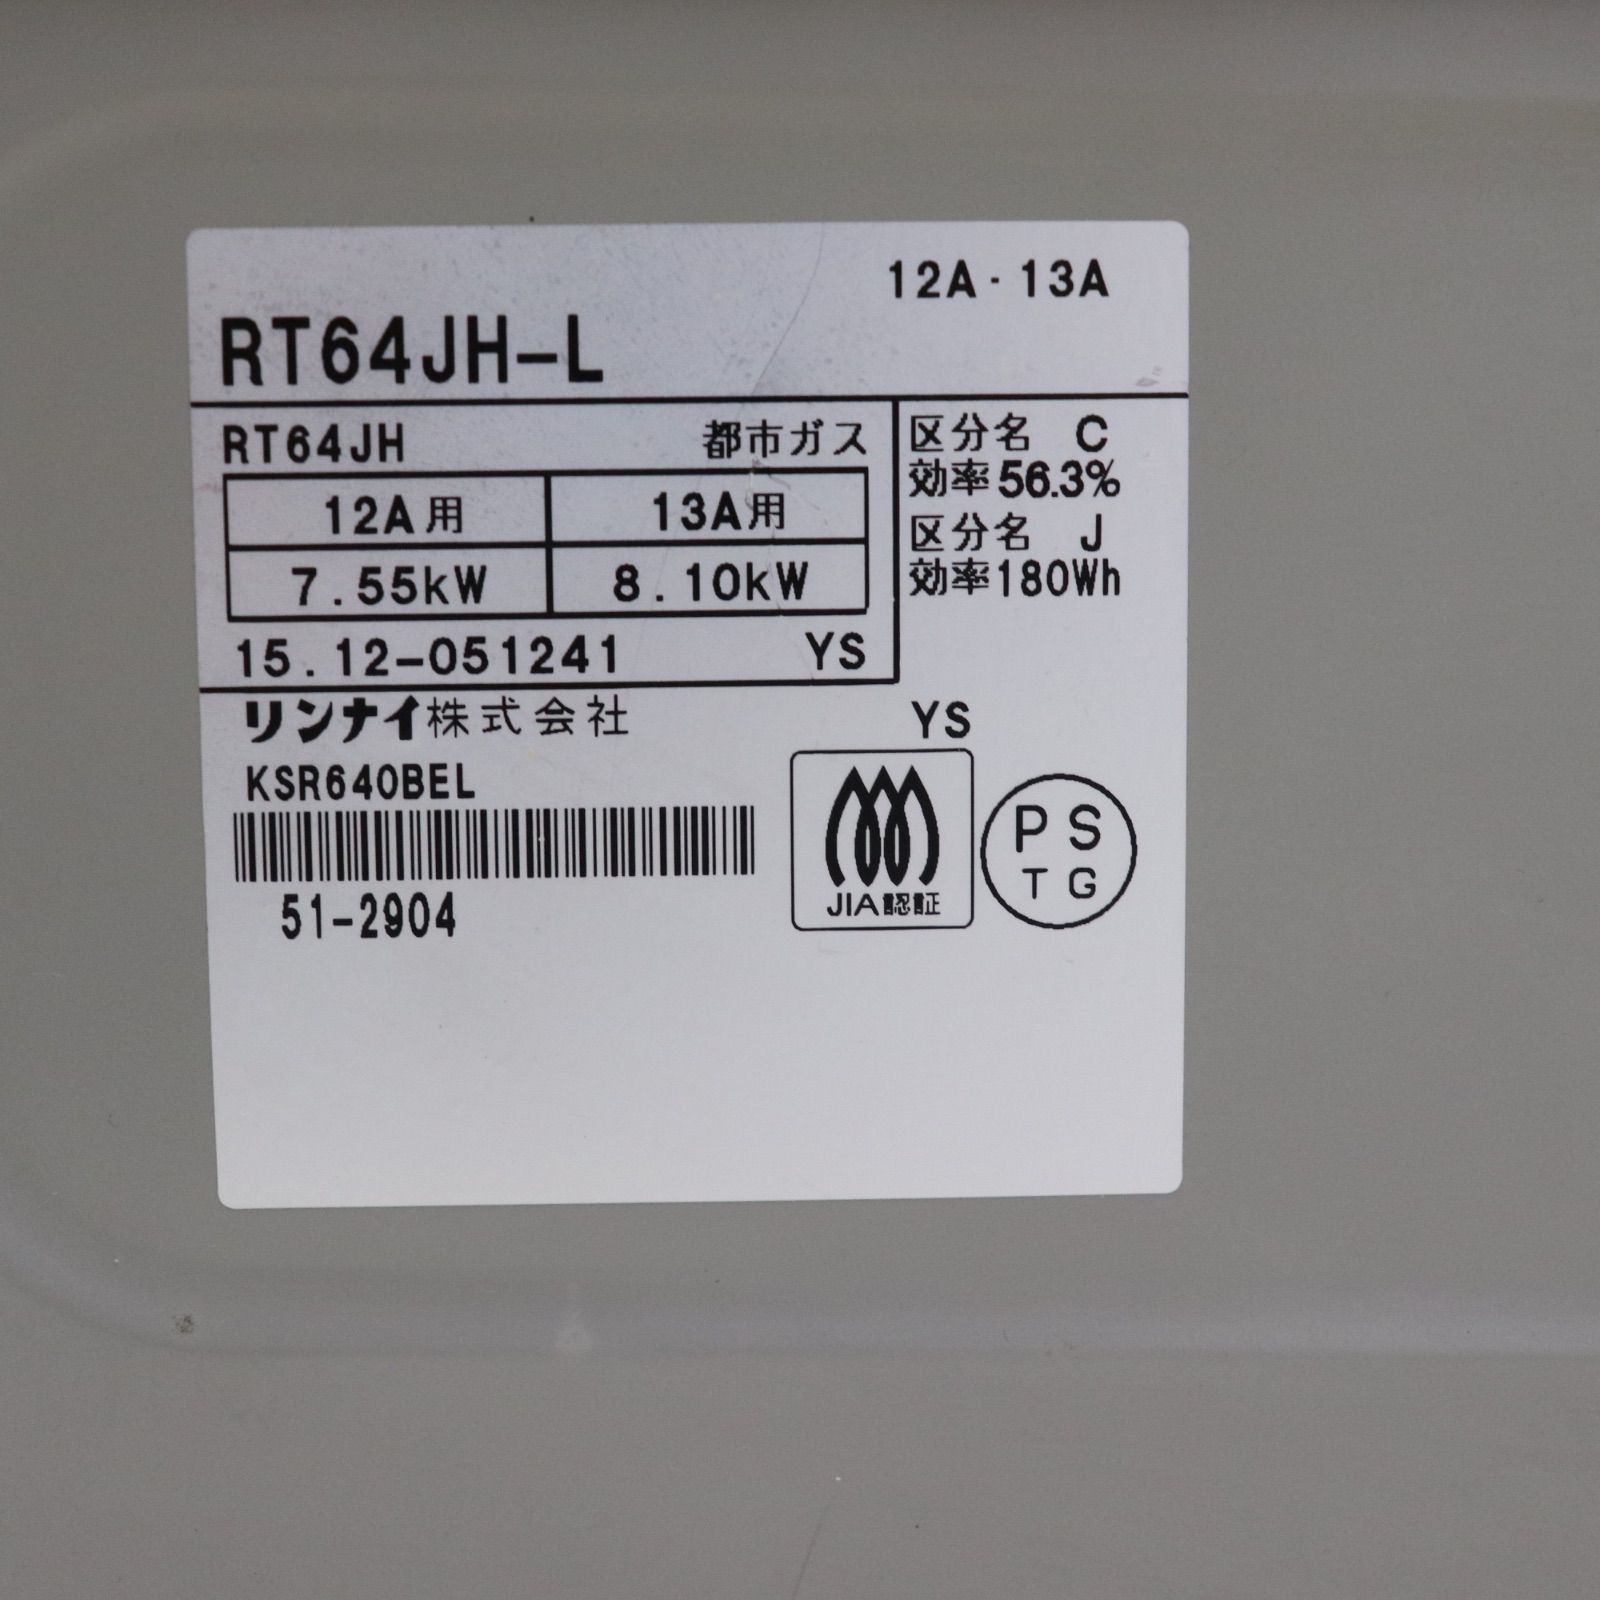 12A・13A
RT64JH-L
RT64JH 都市ガス
12A用 13A用
7.55kW 8.10kW
15.12-051241 YS
区分名 C
効率56.3%
区分名 J
効率180Wh
リンナイ株式会社
KSR640BEL
51-2904
YS
JIA認証
PS
TG